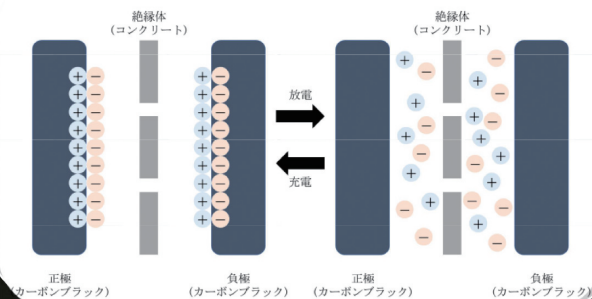 絶縁体
(コンクリート)
絶縁体
(コンクリート)
放電
充電
正極
(カーボンブラック)
負極
(カーボンブラック)
正極
(カーボンブラック)
負極
(カーボンブラック)